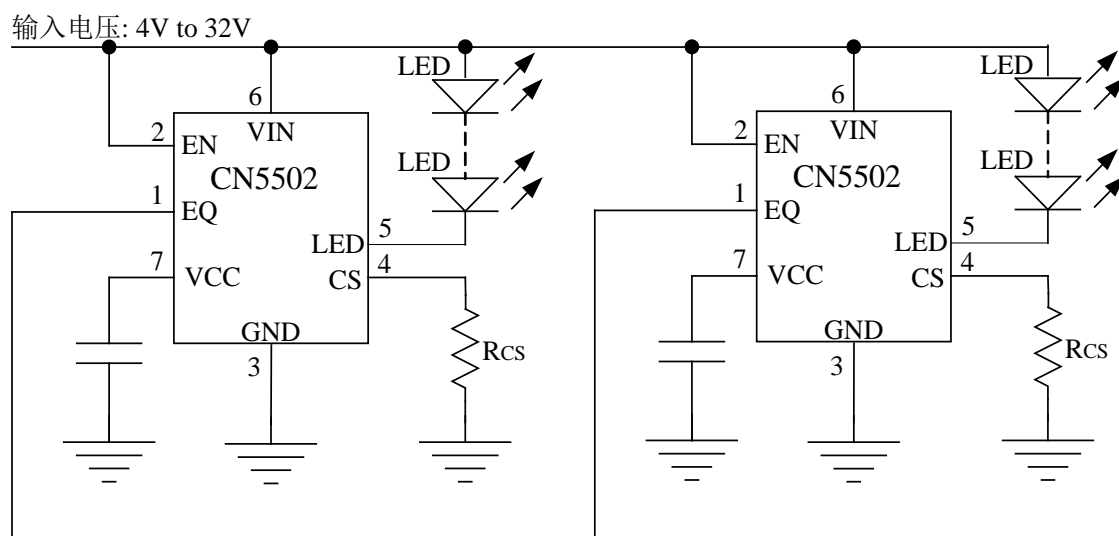 输入电压: 4V to 32V
LED
6
VIN
2
EN
CN5502
LED
1
EQ
5
LED
7
VCC
4
CS
GND
3
RCS
LED
6
VIN
2
EN
CN5502
LED
1
EQ
5
LED
7
VCC
4
CS
GND
3
RCS